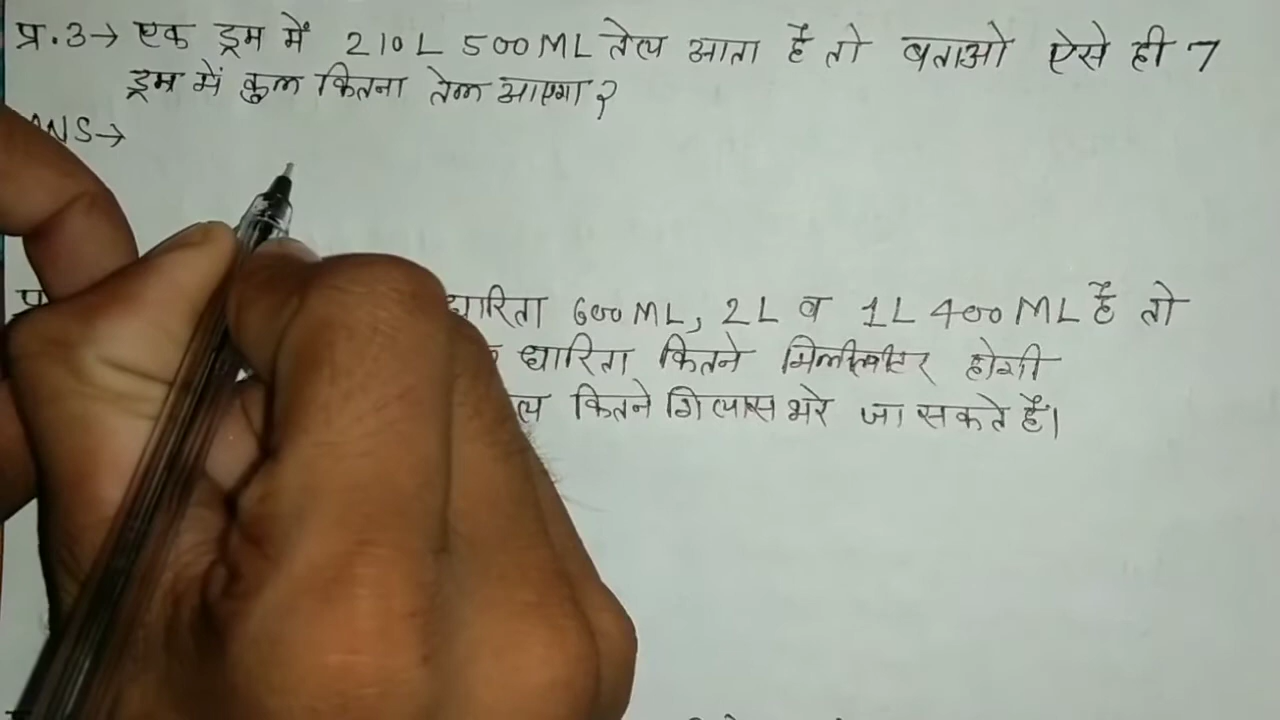 प्र.3→ एक ड्रम में 210L 500ML तेल आता है तो बताओ ऐसे ही 7
ड्रम में कुल कितना तेल आएगा?
ANS→
धारिता 600ML, 2L व 1L 400ML है तो
धारिता कितने मिलीलीटर होगी
कितने गिलास भरे जा सकते हैं।